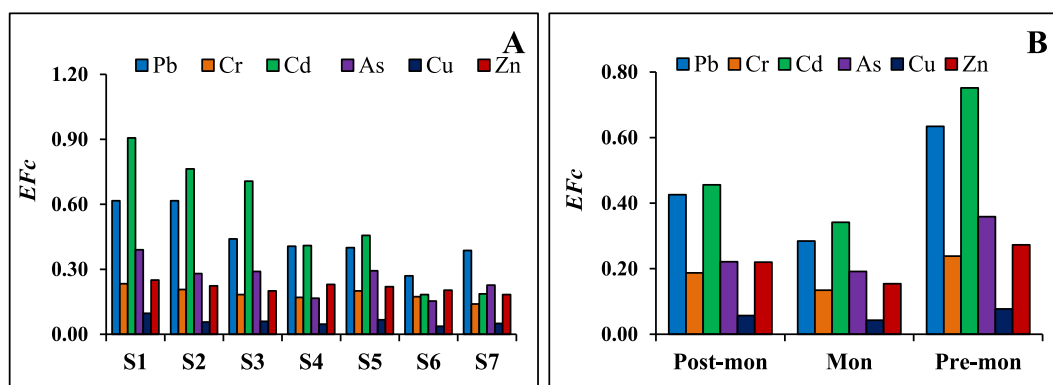 A
Pb Cr Cd As Cu Zn
1.20
0.90
0.60
0.30
0.00
EFc
S1 S2 S3 S4 S5 S6 S7
B
Pb Cr Cd As Cu Zn
0.80
0.60
0.40
0.20
0.00
EFc
Post-mon Mon Pre-mon